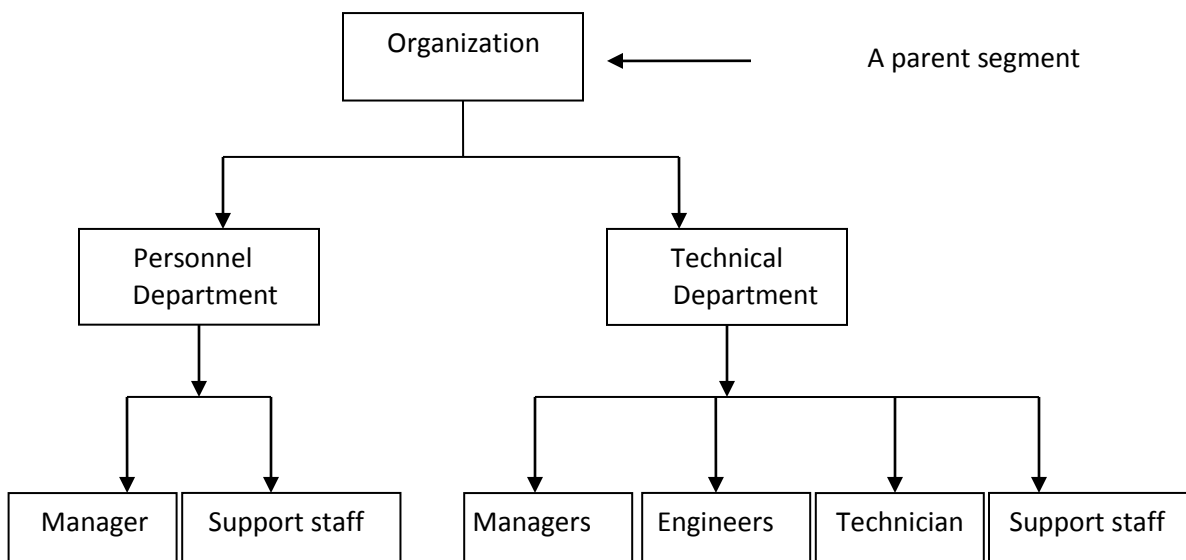 Organization
A parent segment
Personnel
Department
Technical
Department
Manager
Support staff
Managers
Engineers
Technician
Support staff